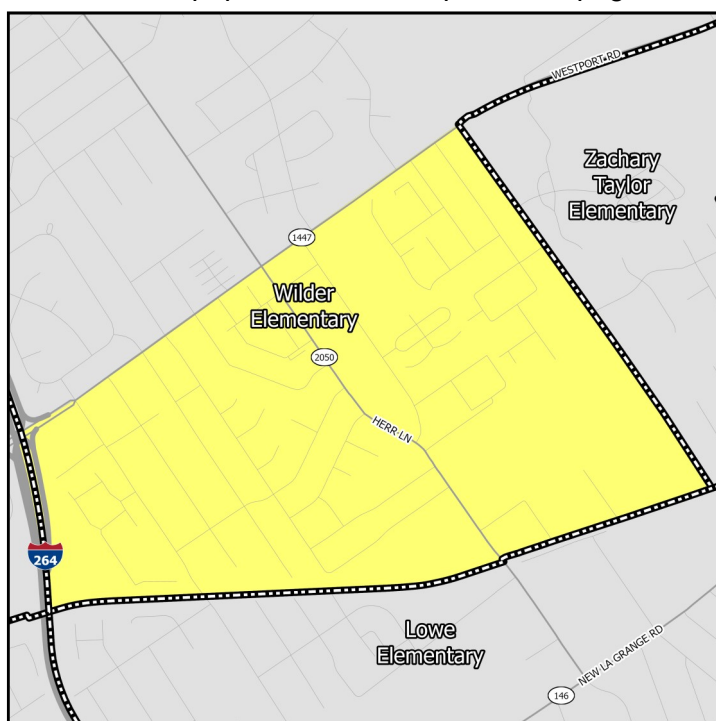 WESTPORT RD
Zachary
Taylor
Elementary
1447
Wilder
Elementary
2050
HERR LN
264
Lowe
Elementary
NEW LA GRANGE RD
146